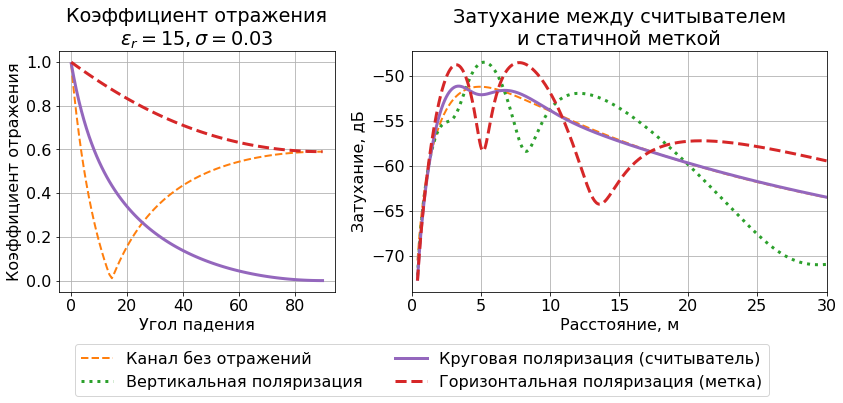 Коэффициент отражения
εᵣ = 15, σ = 0.03
Коэффициент отражения
1.0
0.8
0.6
0.4
0.2
0.0
0 20 40 60 80
Угол падения
Затухание между считывателем
и статичной меткой
Затухание, дБ
−50
−55
−60
−65
−70
0 5 10 15 20 25 30
Расстояние, м
Канал без отражений
Вертикальная поляризация
Круговая поляризация (считыватель)
Горизонтальная поляризация (метка)